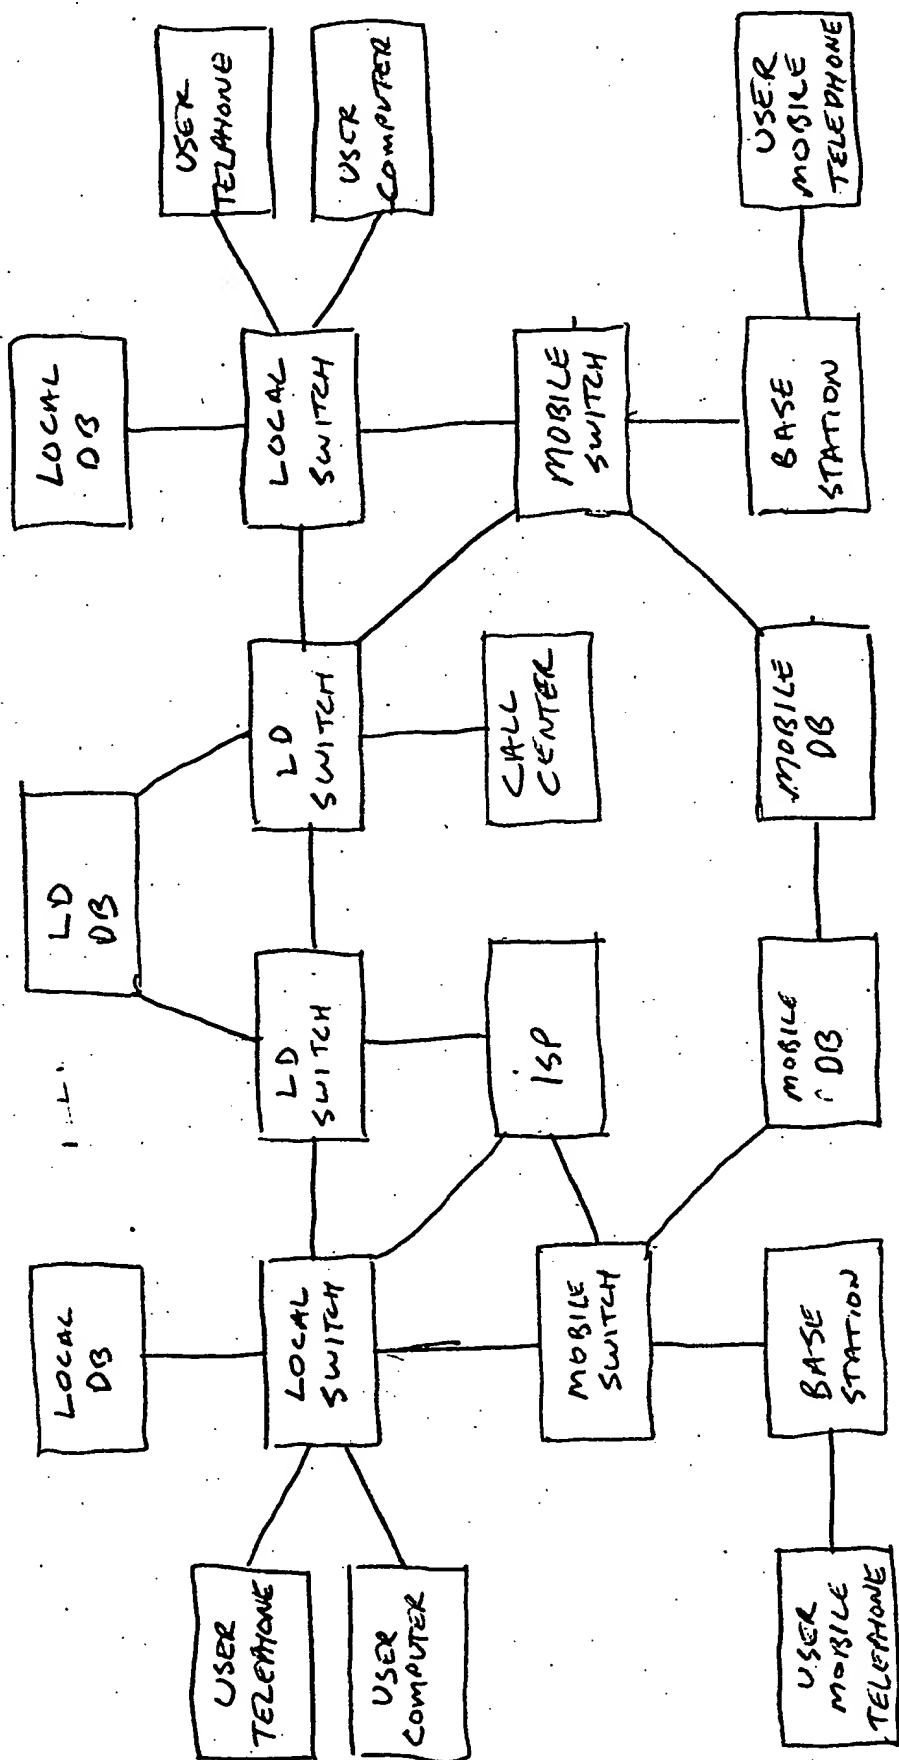 LOCAL
DB
LD
DB
LOCAL
DB
USER
TELEPHONE
LOCAL
SWITCH
LD
SWITCH
LD
SWITCH
LOCAL
SWITCH
USER
TELEPHONE
USER
COMPUTER
USER
COMPUTER
MOBILE
SWITCH
ISP
CALL
CENTER
MOBILE
SWITCH
USER
MOBILE
TELEPHONE
BASE
STATION
MOBILE
DB
MOBILE
DB
BASE
STATION
USER
MOBILE
TELEPHONE